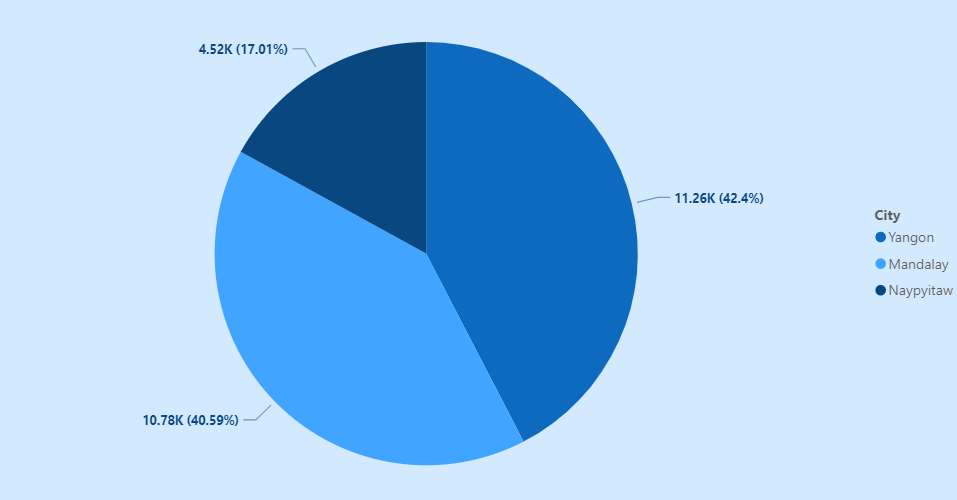 4.52K (17.01%)
11.26K (42.4%)
10.78K (40.59%)
City
Yangon
Mandalay
Naypyitaw